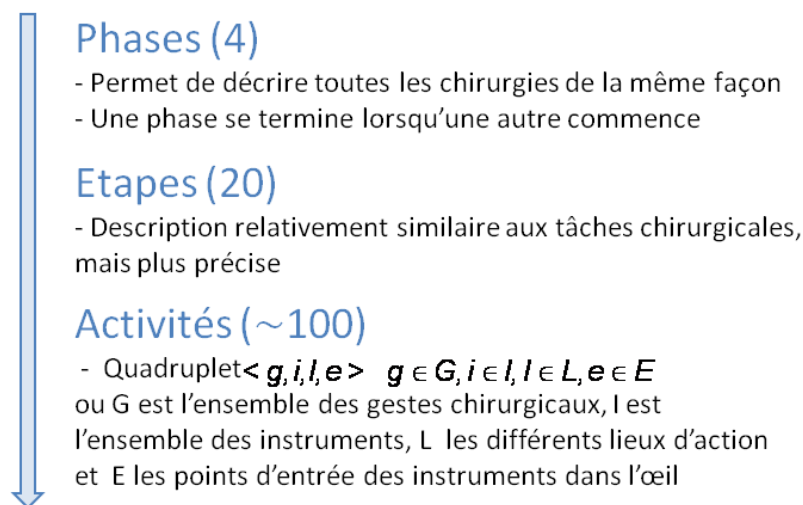 Phases (4)
- Permet de décrire toutes les chirurgies de la même façon
- Une phase se termine lorsqu'une autre commence
Etapes (20)
- Description relativement similaire aux tâches chirurgicales,
mais plus précise
Activités (~100)
- Quadruplet < g, i, l, e > g ∈ G, i ∈ I, l ∈ L, e ∈ E
ou G est l'ensemble des gestes chirurgicaux, I est
l'ensemble des instruments, L les différents lieux d'action
et E les points d'entrée des instruments dans l'œil